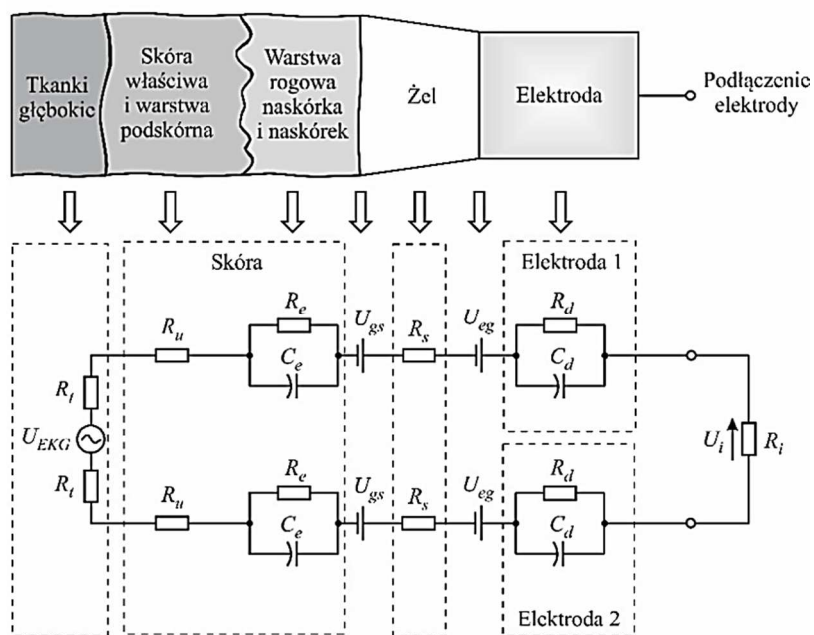 Tkanki
głębokie
Skóra
właściwa
i warstwa
podskórna
Warstwa
rogowa
naskórka
i naskórek
Żel
Elektroda
Podłączenie
elektrody
Skóra
Elektroda 1
R_u
R_e
C_e
U_gs
R_s
U_eg
R_d
C_d
R_t
U_EKG
R_t
U_i
R_i
R_u
R_e
C_e
U_gs
R_s
U_eg
R_d
C_d
Elektroda 2